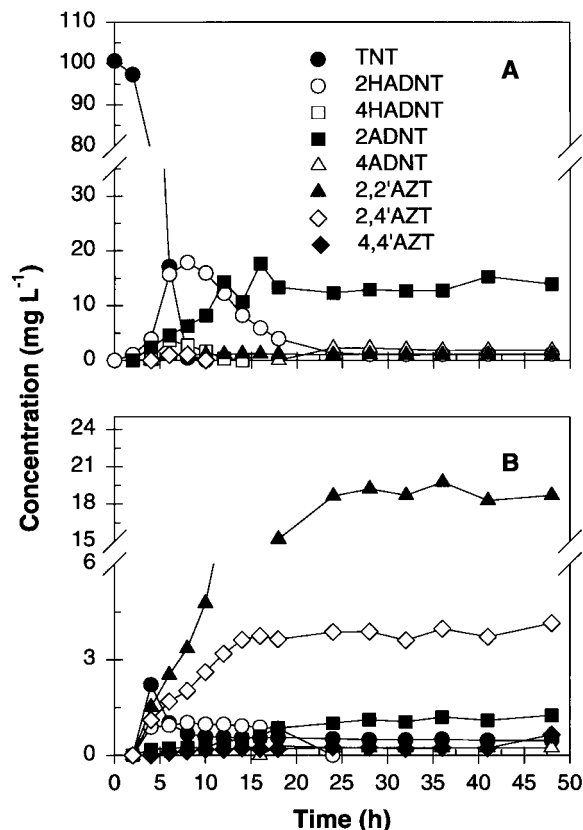 110
100
90
80
30
20
10
0
A
TNT
2HADNT
4HADNT
2ADNT
4ADNT
2,2'AZT
2,4'AZT
4,4'AZT
Concentration (mg L-1)
24
21
18
15
6
3
0
B
0 5 10 15 20 25 30 35 40 45 50
Time (h)